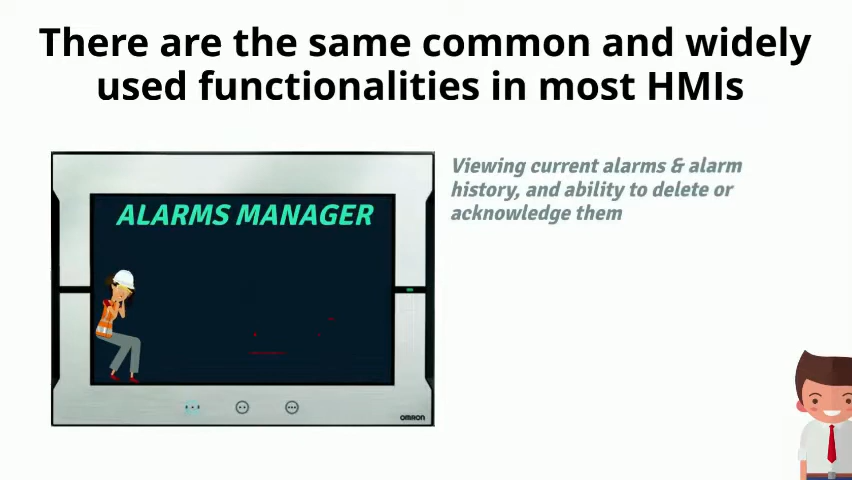 There are the same common and widely
used functionalities in most HMIs
Viewing current alarms & alarm
history, and ability to delete or
acknowledge them
ALARMS MANAGER
OMRON